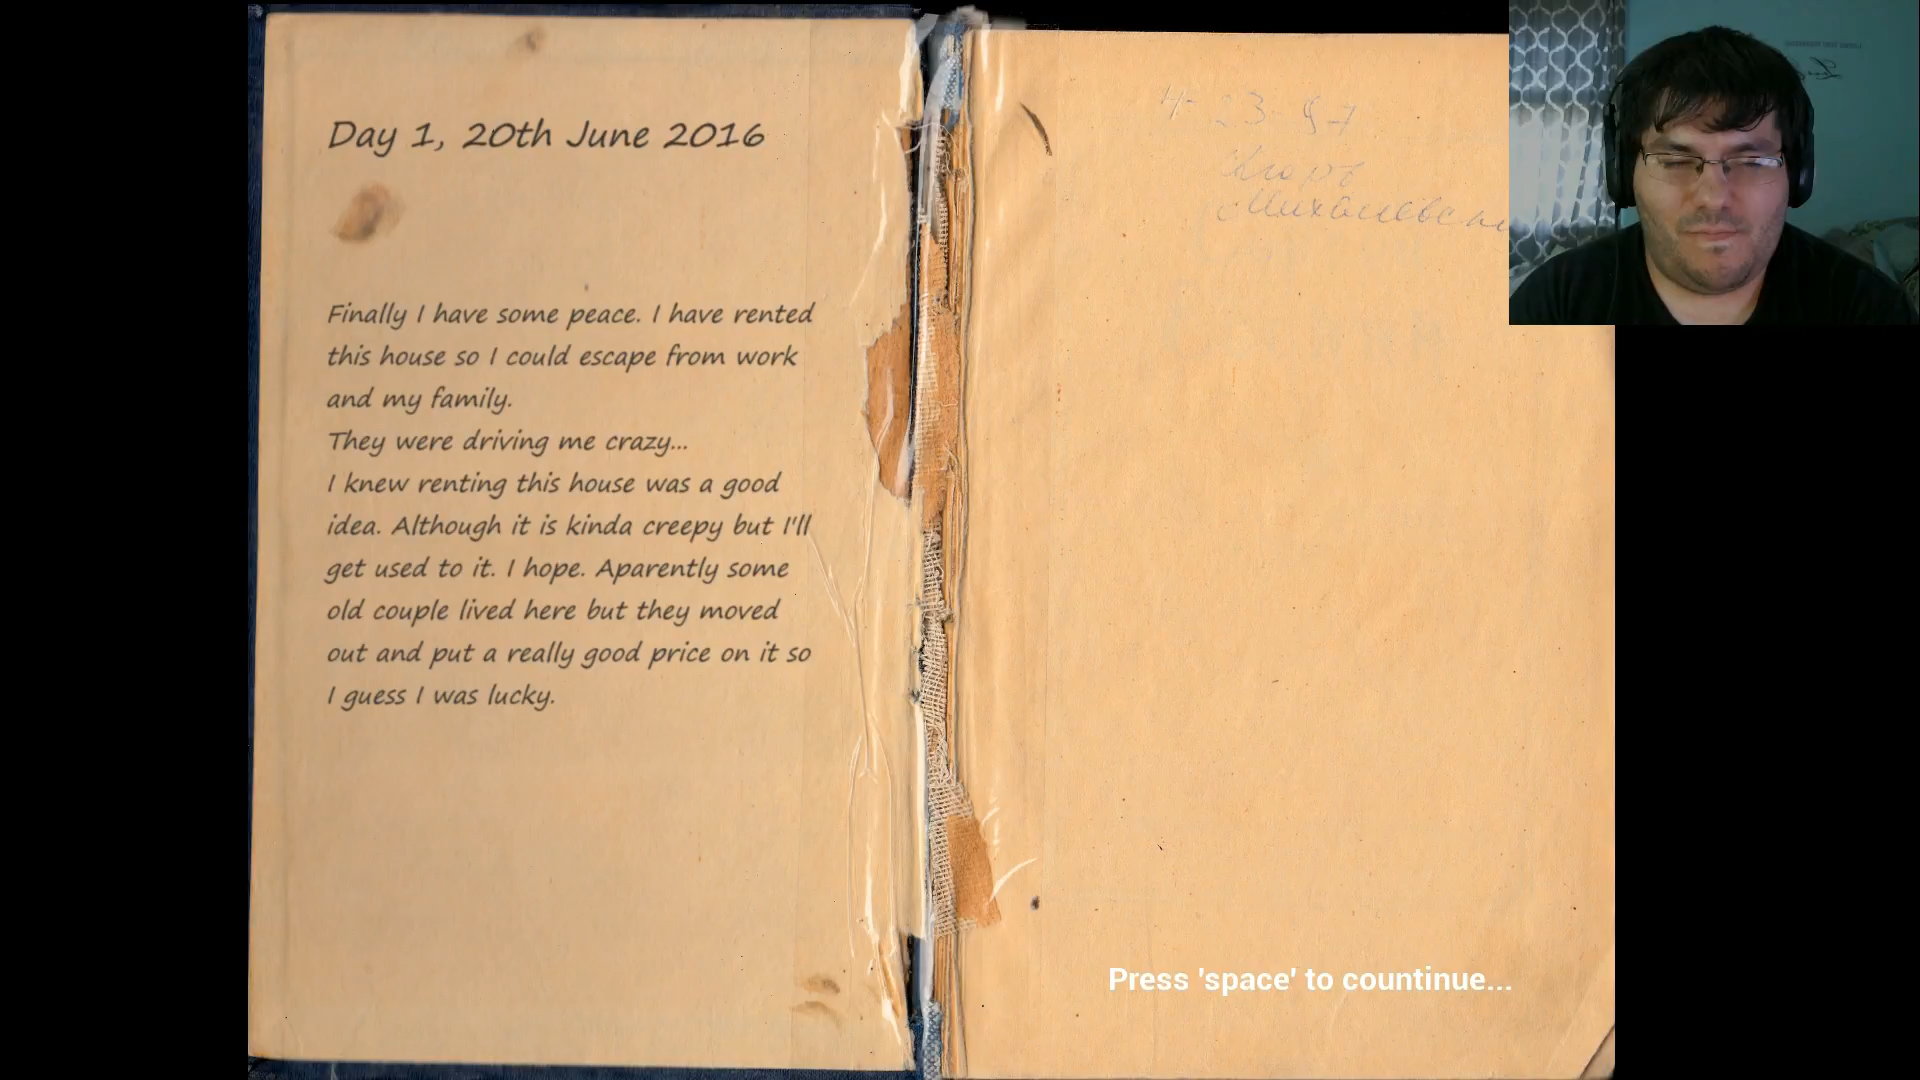 Day 1, 20th June 2016
Finally I have some peace. I have rented
this house so I could escape from work
and my family.
They were driving me crazy...
I knew renting this house was a good
idea. Although it is kinda creepy but I'll
get used to it. I hope. Aparently some
old couple lived here but they moved
out and put a really good price on it so
I guess I was lucky.
Press 'space' to countinue...